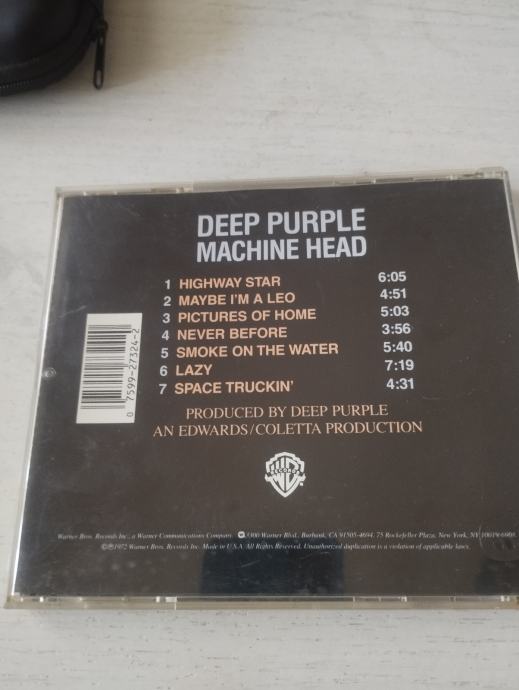 DEEP PURPLE
MACHINE HEAD
1 HIGHWAY STAR 6:05
2 MAYBE I'M A LEO 4:51
3 PICTURES OF HOME 5:03
4 NEVER BEFORE 3:56
5 SMOKE ON THE WATER 5:40
6 LAZY 7:19
7 SPACE TRUCKIN' 4:31
0 7599-27324-2
PRODUCED BY DEEP PURPLE
AN EDWARDS/COLETTA PRODUCTION
RECORDS
Warner Bros. Records Inc., a Warner Communications Company. 3300 Warner Blvd., Burbank, CA 91505-4694. 75 Rockefeller Plaza, New York, NY
©℗1972 Warner Bros. Records Inc. Made in U.S.A. All Rights Reserved. Unauthorized duplication is a violation of applicable laws.